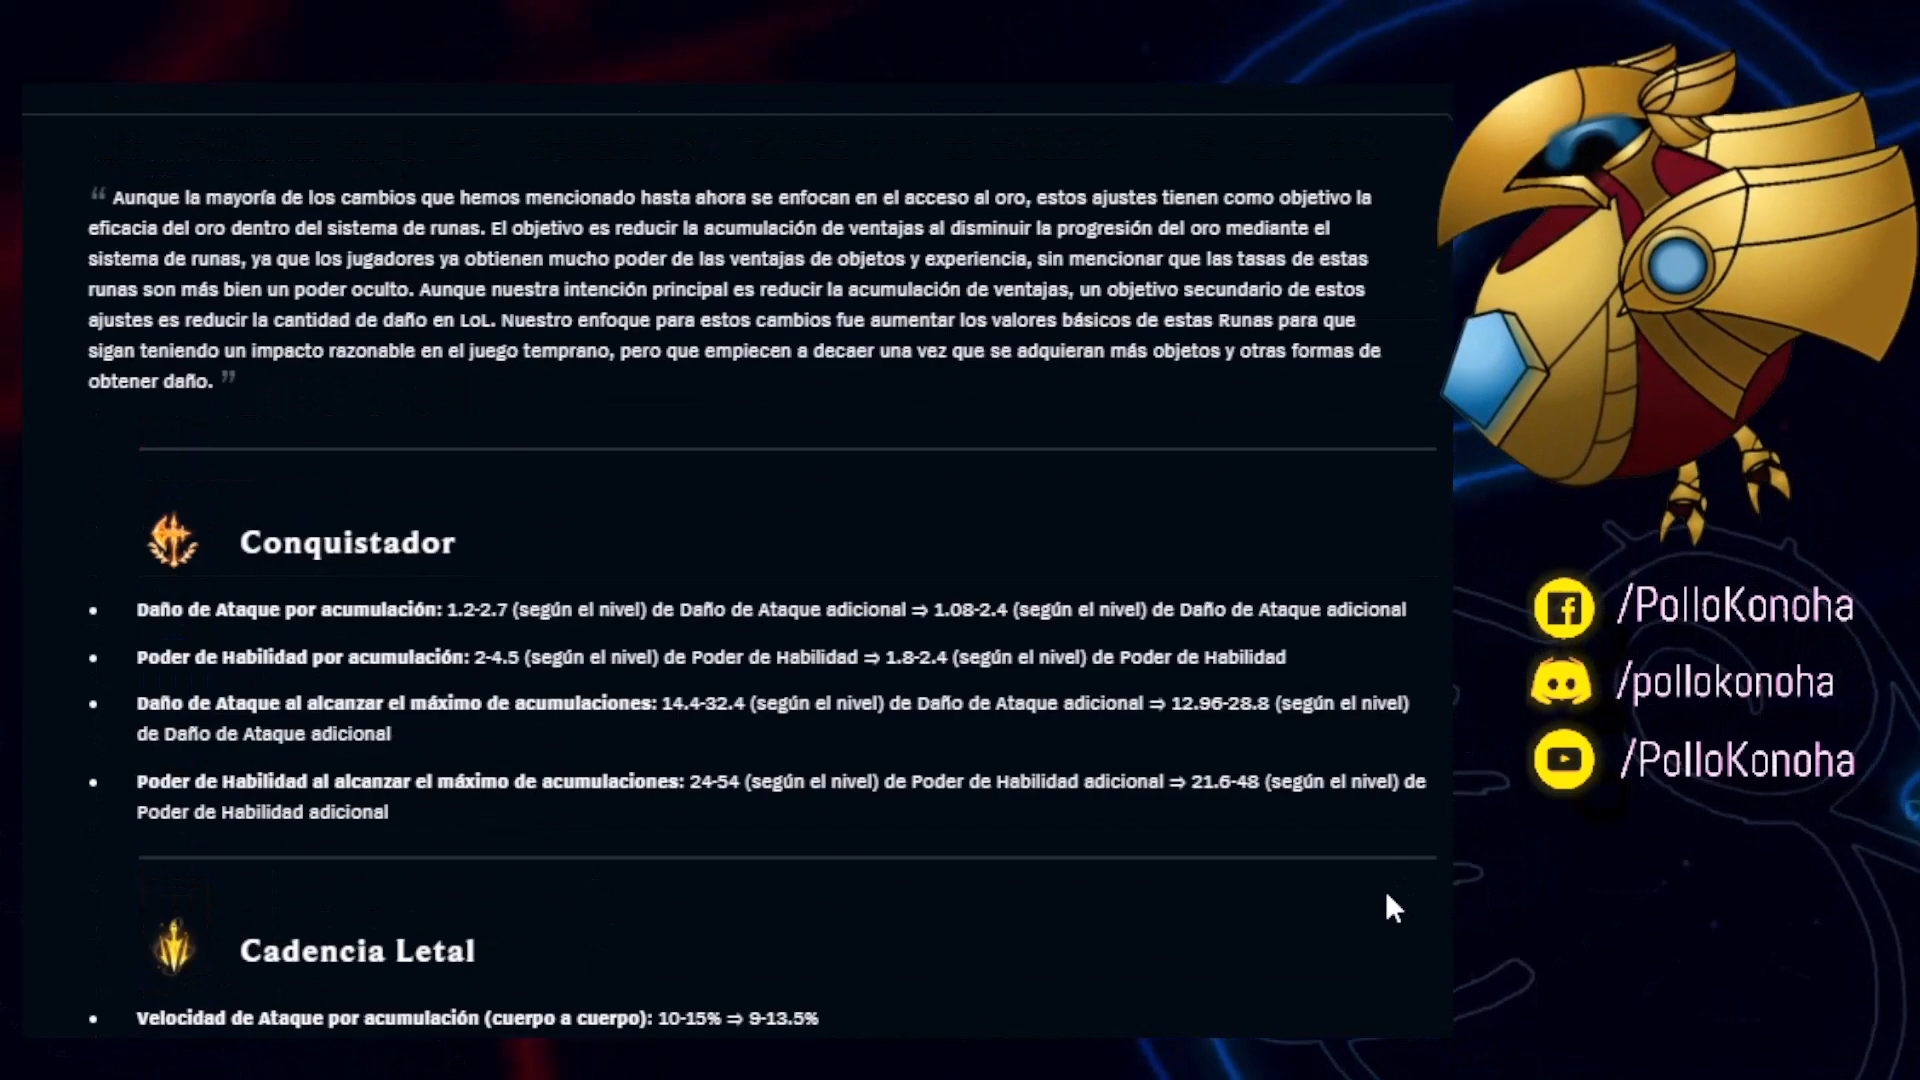 “ Aunque la mayoría de los cambios que hemos mencionado hasta ahora se enfocan en el acceso al oro, estos ajustes tienen como objetivo la
eficacia del oro dentro del sistema de runas. El objetivo es reducir la acumulación de ventajas al disminuir la progresión del oro mediante el
sistema de runas, ya que los jugadores ya obtienen mucho poder de las ventajas de objetos y experiencia, sin mencionar que las tasas de estas
runas son más bien un poder oculto. Aunque nuestra intención principal es reducir la acumulación de ventajas, un objetivo secundario de estos
ajustes es reducir la cantidad de daño en LoL. Nuestro enfoque para estos cambios fue aumentar los valores básicos de estas Runas para que
sigan teniendo un impacto razonable en el juego temprano, pero que empiecen a decaer una vez que se adquieran más objetos y otras formas de
obtener daño. ”
Conquistador
• Daño de Ataque por acumulación: 1.2-2.7 (según el nivel) de Daño de Ataque adicional ⇒ 1.08-2.4 (según el nivel) de Daño de Ataque adicional
• Poder de Habilidad por acumulación: 2-4.5 (según el nivel) de Poder de Habilidad ⇒ 1.8-2.4 (según el nivel) de Poder de Habilidad
• Daño de Ataque al alcanzar el máximo de acumulaciones: 14.4-32.4 (según el nivel) de Daño de Ataque adicional ⇒ 12.96-28.8 (según el nivel)
de Daño de Ataque adicional
• Poder de Habilidad al alcanzar el máximo de acumulaciones: 24-54 (según el nivel) de Poder de Habilidad adicional ⇒ 21.6-48 (según el nivel) de
Poder de Habilidad adicional
Cadencia Letal
• Velocidad de Ataque por acumulación (cuerpo a cuerpo): 10-15% ⇒ 9-13.5%
/PolloKonoha
/pollokonoha
/PolloKonoha